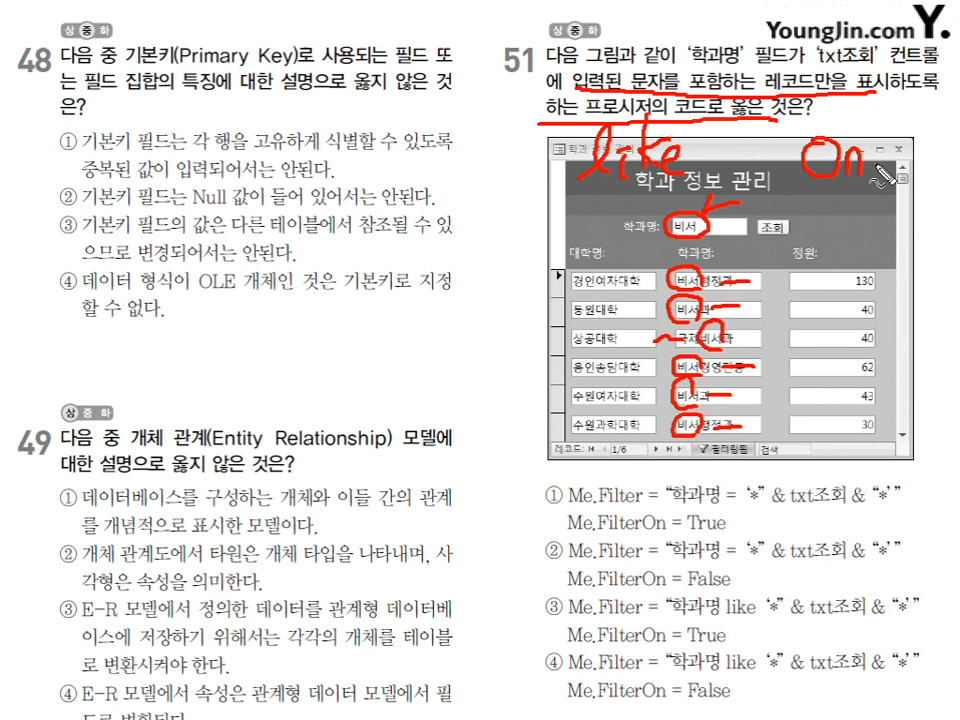 상 중 하
48 다음 중 기본키(Primary Key)로 사용되는 필드 또
는 필드 집합의 특징에 대한 설명으로 옳지 않은 것
은?
① 기본키 필드는 각 행을 고유하게 식별할 수 있도록
중복된 값이 입력되어서는 안된다.
② 기본키 필드는 Null 값이 들어 있어서는 안된다.
③ 기본키 필드의 값은 다른 테이블에서 참조될 수 있
으므로 변경되어서는 안된다.
④ 데이터 형식이 OLE 개체인 것은 기본키로 지정
할 수 없다.
상 중 하
49 다음 중 개체 관계(Entity Relationship) 모델에
대한 설명으로 옳지 않은 것은?
① 데이터베이스를 구성하는 개체와 이들 간의 관계
를 개념적으로 표시한 모델이다.
② 개체 관계도에서 타원은 개체 타입을 나타내며, 사
각형은 속성을 의미한다.
③ E-R 모델에서 정의한 데이터를 관계형 데이터베
이스에 저장하기 위해서는 각각의 개체를 테이블
로 변환시켜야 한다.
④ E-R 모델에서 속성은 관계형 데이터 모델에서 필
드로 변환된다.
YoungJin.com Y.
상 중 하
51 다음 그림과 같이 '학과명' 필드가 'txt조회' 컨트롤
에 입력된 문자를 포함하는 레코드만을 표시하도록
하는 프로시저의 코드로 옳은 것은?
like On
학과 정보 관리
학과 정보 관리
학과명: 비서 조회
대학명: 학과명: 정원:
경인여자대학 비서행정과 130
동원대학 비서과 40
상공대학 국제비서과 40
용인송담대학 비서경영전공 62
수원여자대학 비서과 43
수원과학대학 비서행정과 30
레코드: 1/6 필터링됨 검색
① Me.Filter = "학과명 = '*" & txt조회 & "*'"
Me.FilterOn = True
② Me.Filter = "학과명 = '*" & txt조회 & "*'"
Me.FilterOn = False
③ Me.Filter = "학과명 like '*" & txt조회 & "*'"
Me.FilterOn = True
④ Me.Filter = "학과명 like '*" & txt조회 & "*'"
Me.FilterOn = False